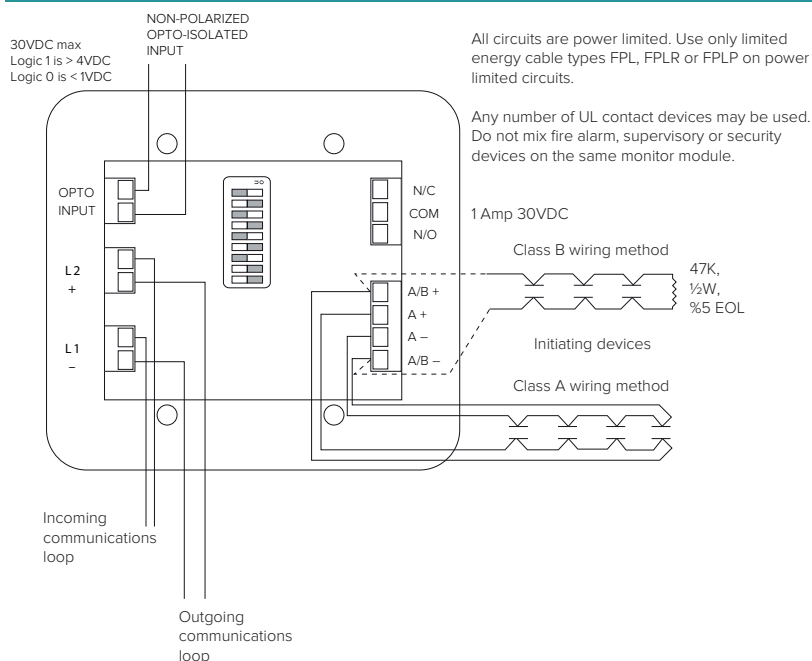 NON-POLARIZED
OPTO-ISOLATED
INPUT
30VDC max
Logic 1 is > 4VDC
Logic 0 is < 1VDC
All circuits are power limited. Use only limited
energy cable types FPL, FPLR or FPLP on power
limited circuits.
Any number of UL contact devices may be used.
Do not mix fire alarm, supervisory or security
devices on the same monitor module.
OPTO
INPUT
L2
+
L1
–
ON
N/C
COM
N/O
1 Amp 30VDC
A/B +
A +
A –
A/B –
Class B wiring method
47K,
½W,
%5 EOL
Initiating devices
Class A wiring method
Incoming
communications
loop
Outgoing
communications
loop